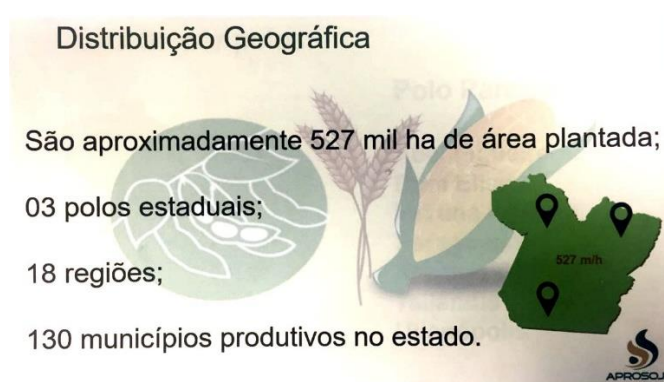 Distribuição Geográfica
São aproximadamente 527 mil ha de área plantada;
03 polos estaduais;
527 m/h
18 regiões;
130 municípios produtivos no estado.
APROSOJA